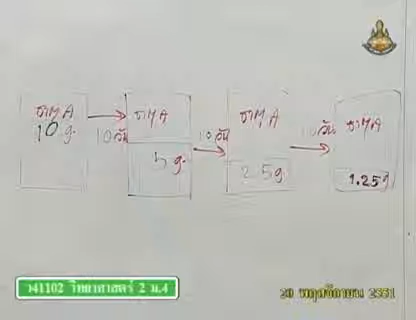 ธาตุ A
10 g.
10 วัน
ธาตุ A
5 g.
10 วัน
ธาตุ A
2.5 g
10 วัน
ธาตุ A
1.25 g
ว41102 วิทยาศาสตร์ 2 ม.4
20 พฤศจิกายน 2551